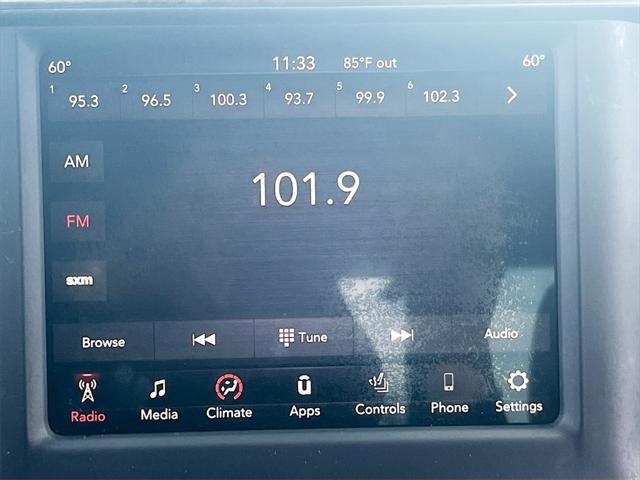 60° 11:33 85°F out 60°
1 95.3 2 96.5 3 100.3 4 93.7 5 99.9 6 102.3
AM
101.9
FM
sxm
Browse Tune Audio
Radio Media Climate Apps Controls Phone Settings